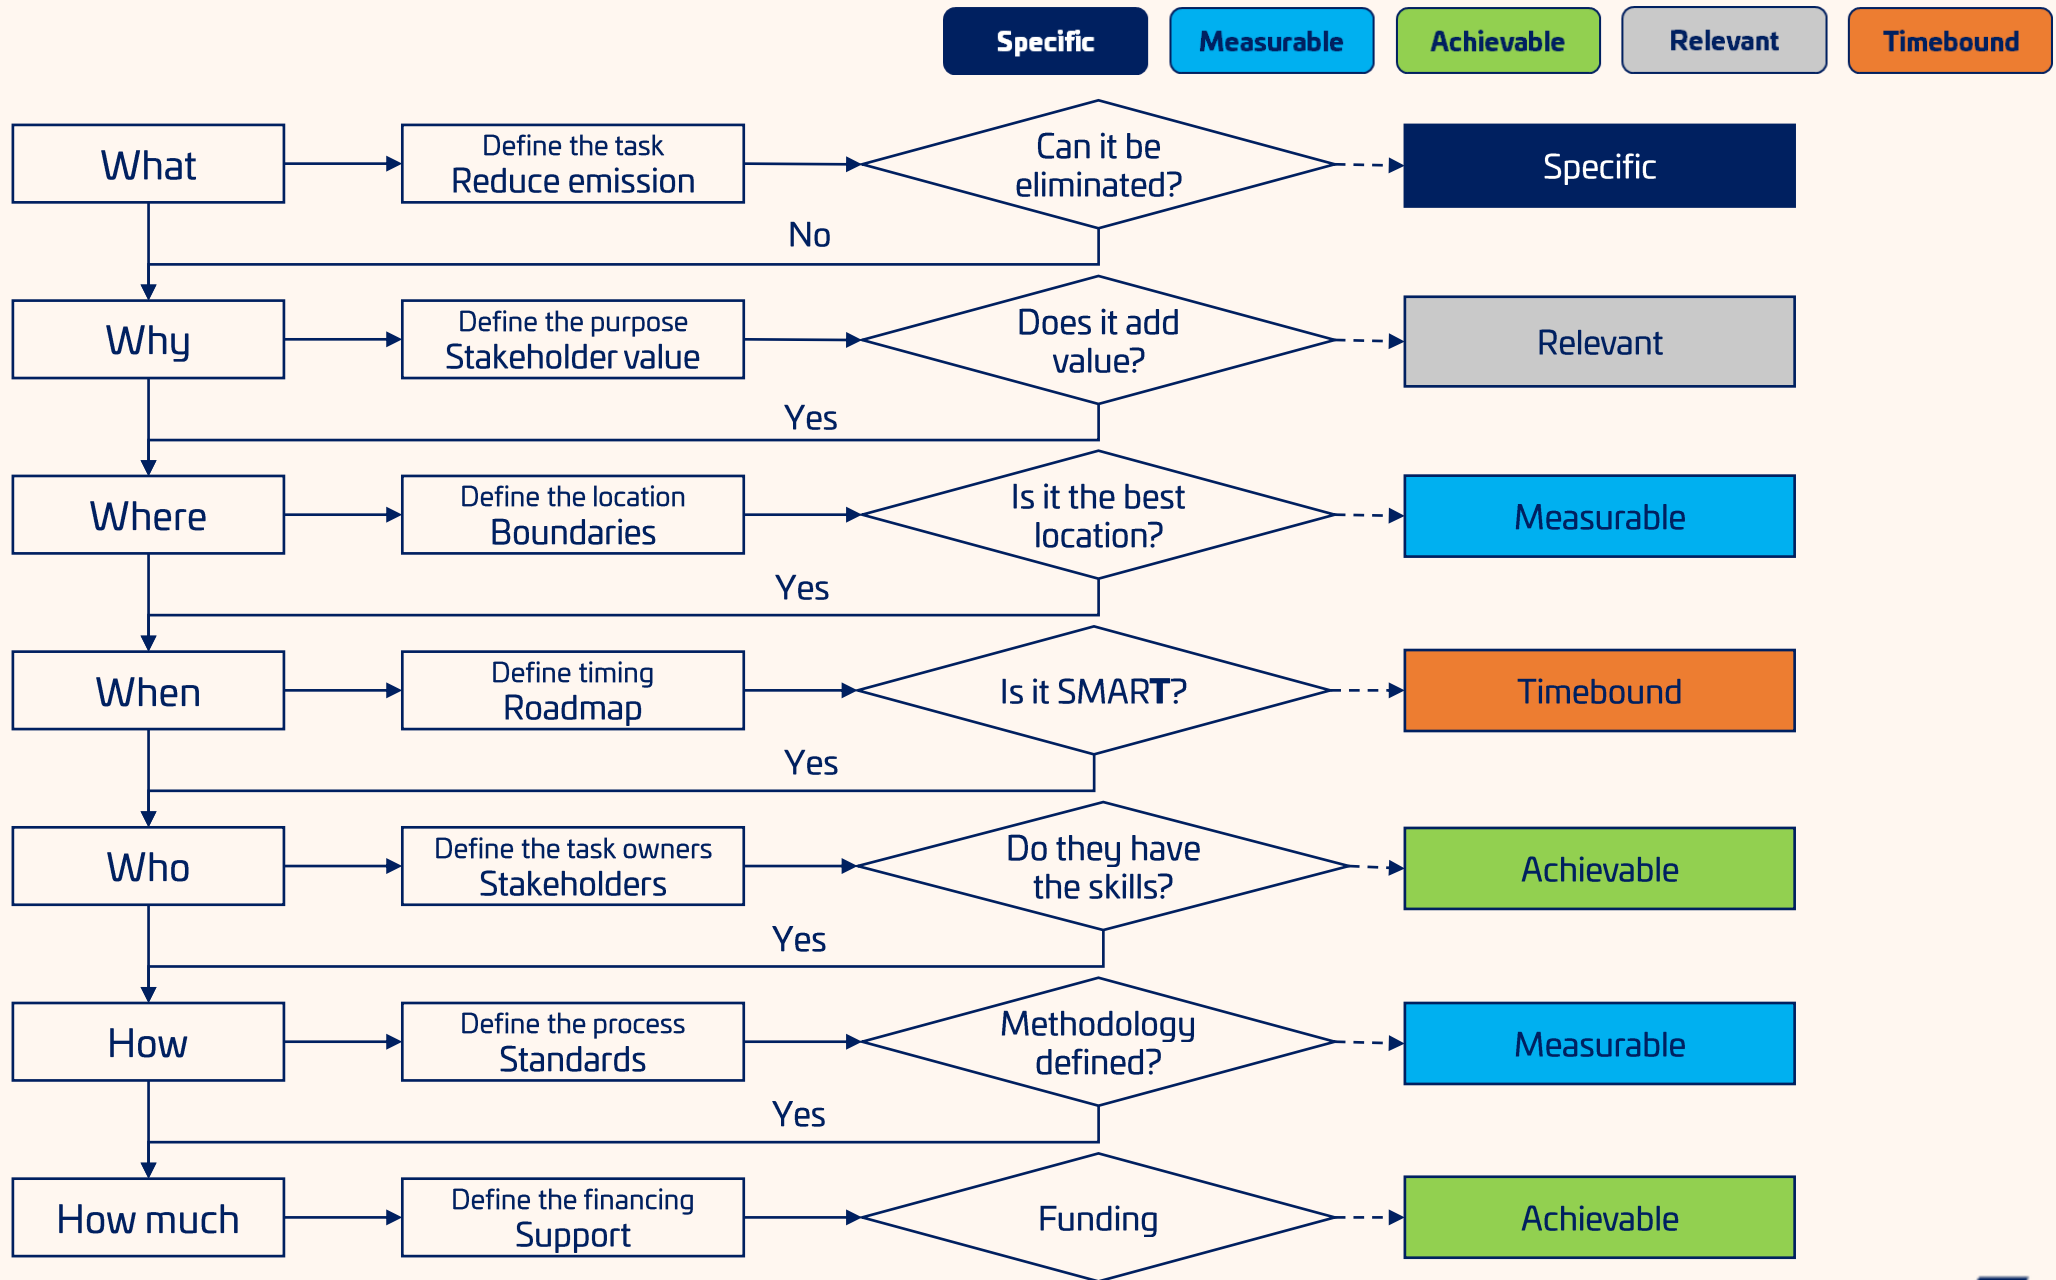 Specific
Measurable
Achievable
Relevant
Timebound
What
Define the task
Reduce emission
Can it be
eliminated?
Specific
No
Why
Define the purpose
Stakeholder value
Does it add
value?
Relevant
Yes
Where
Define the location
Boundaries
Is it the best
location?
Measurable
Yes
When
Define timing
Roadmap
Is it SMART?
Timebound
Yes
Who
Define the task owners
Stakeholders
Do they have
the skills?
Achievable
Yes
How
Define the process
Standards
Methodology
defined?
Measurable
Yes
How much
Define the financing
Support
Funding
Achievable